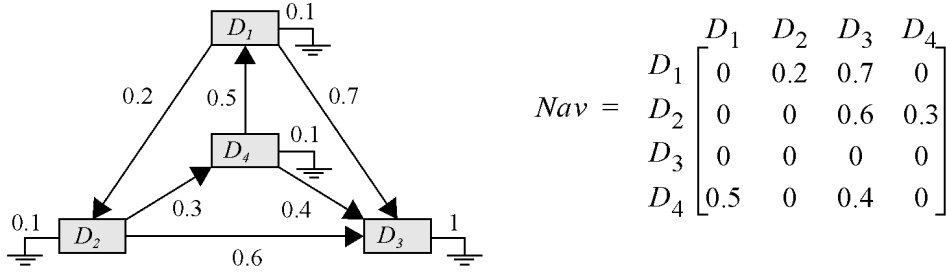 0.1
D1
0.2
0.5
0.7
0.1
D4
0.3
0.4
0.1
D2
D3
1
0.6
D1 D2 D3 D4
D1 0 0.2 0.7 0
Nav = D2 0 0 0.6 0.3
D3 0 0 0 0
D4 0.5 0 0.4 0